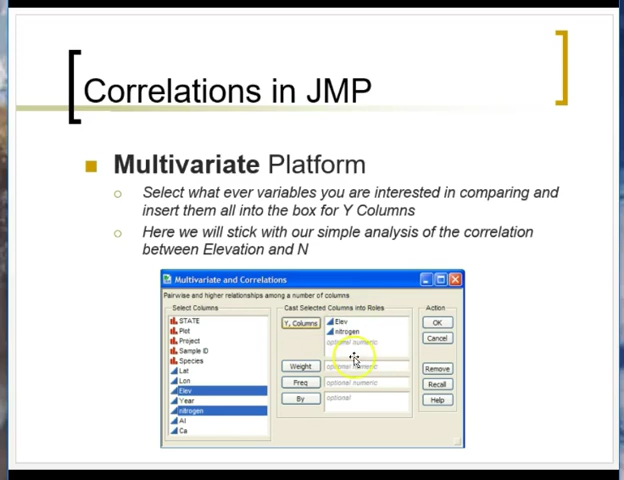 Correlations in JMP
Multivariate Platform
Select what ever variables you are interested in comparing and
insert them all into the box for Y Columns
Here we will stick with our simple analysis of the correlation
between Elevation and N
Multivariate and Correlations
Pairwise and higher relationships among a number of columns
Select Columns
STATE
Plot
Project
Sample ID
Species
Lat
Lon
Elev
Year
nitrogen
Al
Ca
Cast Selected Columns into Roles
Y, Columns
Elev
nitrogen
optional numeric
Weight
optional numeric
Freq
optional numeric
By
optional
Action
OK
Cancel
Remove
Recall
Help